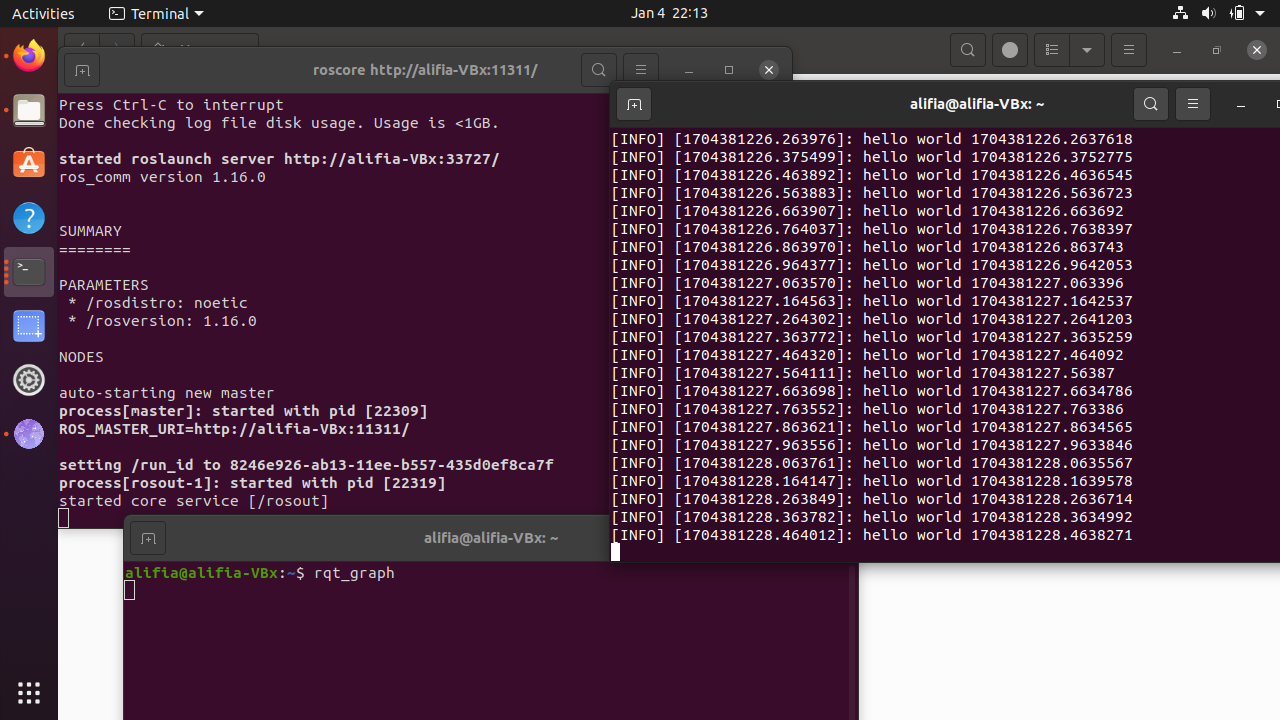 Activities
Terminal
Jan 4 22:13
roscore http://alifia-VBx:11311/
Press Ctrl-C to interrupt
Done checking log file disk usage. Usage is <1GB.
started roslaunch server http://alifia-VBx:33727/
ros_comm version 1.16.0
SUMMARY
========
PARAMETERS
* /rosdistro: noetic
* /rosversion: 1.16.0
NODES
auto-starting new master
process[master]: started with pid [22309]
ROS_MASTER_URI=http://alifia-VBx:11311/
setting /run_id to 8246e926-ab13-11ee-b557-435d0ef8ca7f
process[rosout-1]: started with pid [22319]
started core service [/rosout]
alifia@alifia-VBx: ~
[INFO] [1704381226.263976]: hello world 1704381226.2637618
[INFO] [1704381226.375499]: hello world 1704381226.3752775
[INFO] [1704381226.463892]: hello world 1704381226.4636545
[INFO] [1704381226.563883]: hello world 1704381226.5636723
[INFO] [1704381226.663907]: hello world 1704381226.663692
[INFO] [1704381226.764037]: hello world 1704381226.7638397
[INFO] [1704381226.863970]: hello world 1704381226.863743
[INFO] [1704381226.964377]: hello world 1704381226.9642053
[INFO] [1704381227.063570]: hello world 1704381227.063396
[INFO] [1704381227.164563]: hello world 1704381227.1642537
[INFO] [1704381227.264302]: hello world 1704381227.2641203
[INFO] [1704381227.363772]: hello world 1704381227.3635259
[INFO] [1704381227.464320]: hello world 1704381227.464092
[INFO] [1704381227.564111]: hello world 1704381227.56387
[INFO] [1704381227.663698]: hello world 1704381227.6634786
[INFO] [1704381227.763552]: hello world 1704381227.763386
[INFO] [1704381227.863621]: hello world 1704381227.8634565
[INFO] [1704381227.963556]: hello world 1704381227.9633846
[INFO] [1704381228.063761]: hello world 1704381228.0635567
[INFO] [1704381228.164147]: hello world 1704381228.1639578
[INFO] [1704381228.263849]: hello world 1704381228.2636714
[INFO] [1704381228.363782]: hello world 1704381228.3634992
[INFO] [1704381228.464012]: hello world 1704381228.4638271
alifia@alifia-VBx: ~
alifia@alifia-VBx:~$ rqt_graph